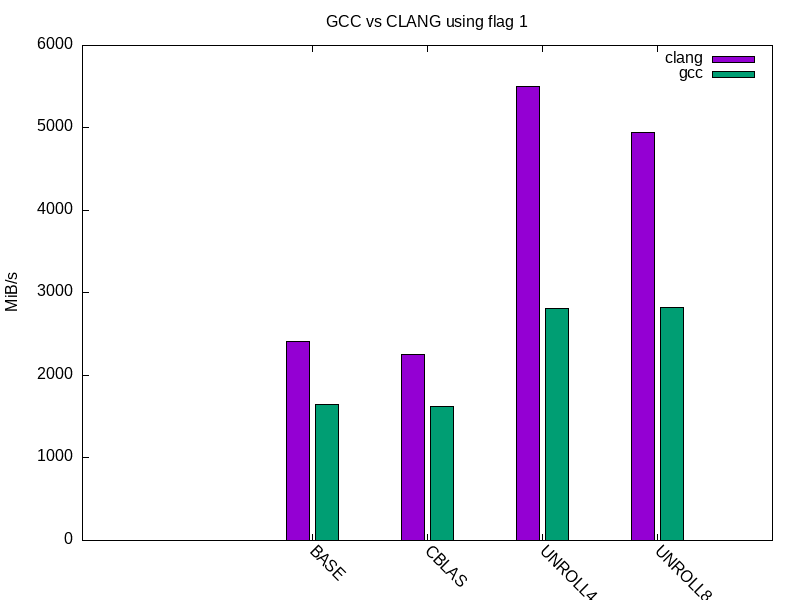 GCC vs CLANG using flag 1
6000
5000
4000
3000
2000
1000
0
MiB/s
clang
gcc
BASE
CBLAS
UNROLL4
UNROLL8